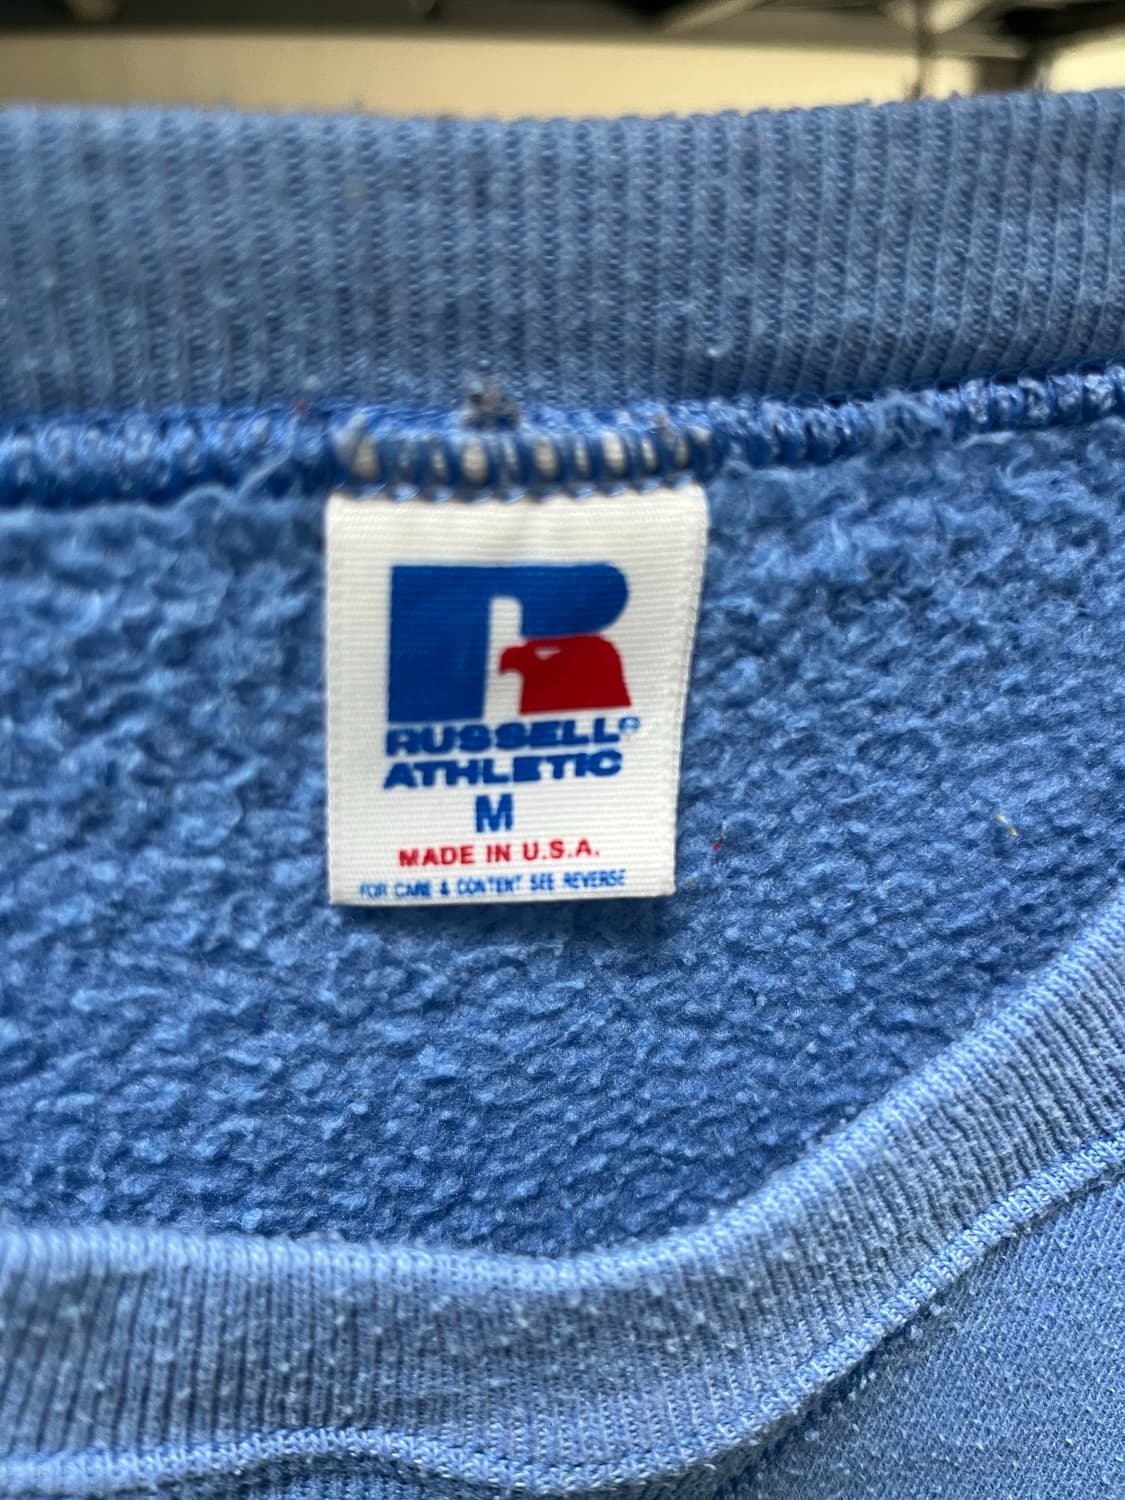 R
RUSSELL®
ATHLETIC
M
MADE IN U.S.A.
FOR CARE & CONTENT SEE REVERSE